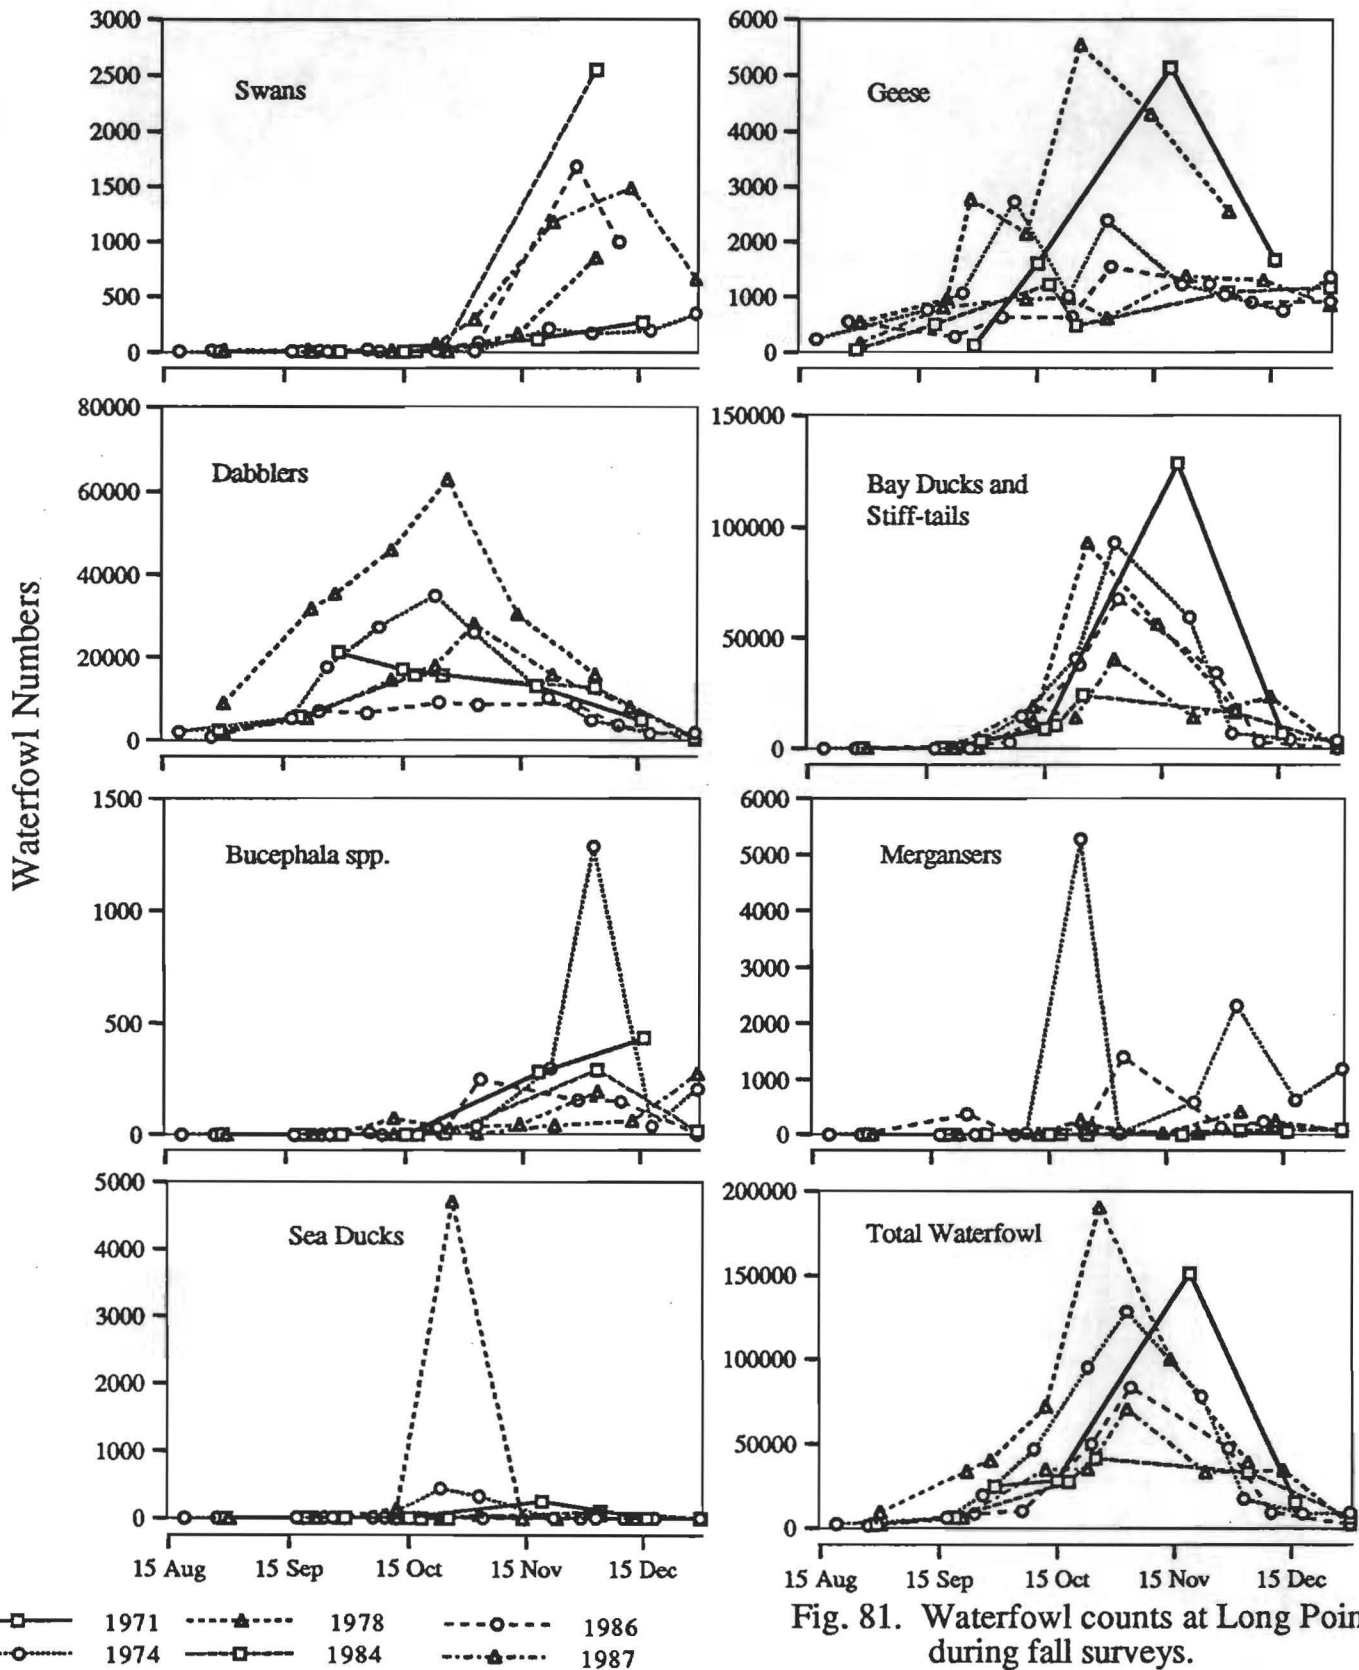 Waterfowl Numbers
3000
2500
2000
1500
1000
500
0
Swans
6000
5000
4000
3000
2000
1000
0
Geese
80000
60000
40000
20000
0
Dabblers
150000
100000
50000
0
Bay Ducks and
Stiff-tails
1500
1000
500
0
Bucephala spp.
6000
5000
4000
3000
2000
1000
0
Mergansers
5000
4000
3000
2000
1000
0
Sea Ducks
15 Aug 15 Sep 15 Oct 15 Nov 15 Dec
200000
150000
100000
50000
0
Total Waterfowl
15 Aug 15 Sep 15 Oct 15 Nov 15 Dec
1971 1978 1986
1974 1984 1987
Fig. 81. Waterfowl counts at Long Poin
during fall surveys.